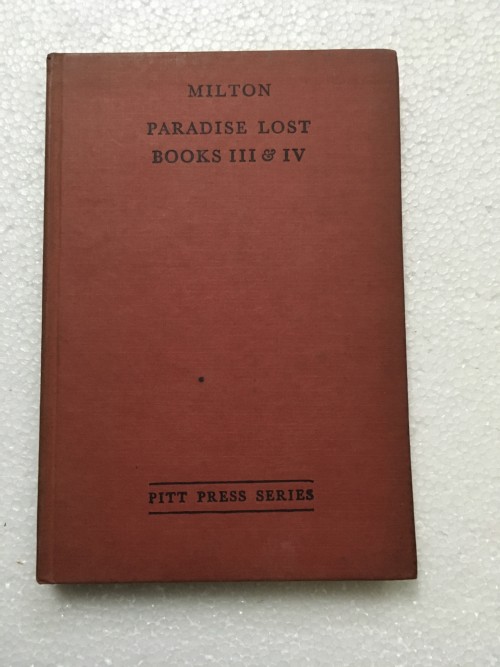 MILTON
PARADISE LOST
BOOKS III & IV
PITT PRESS SERIES